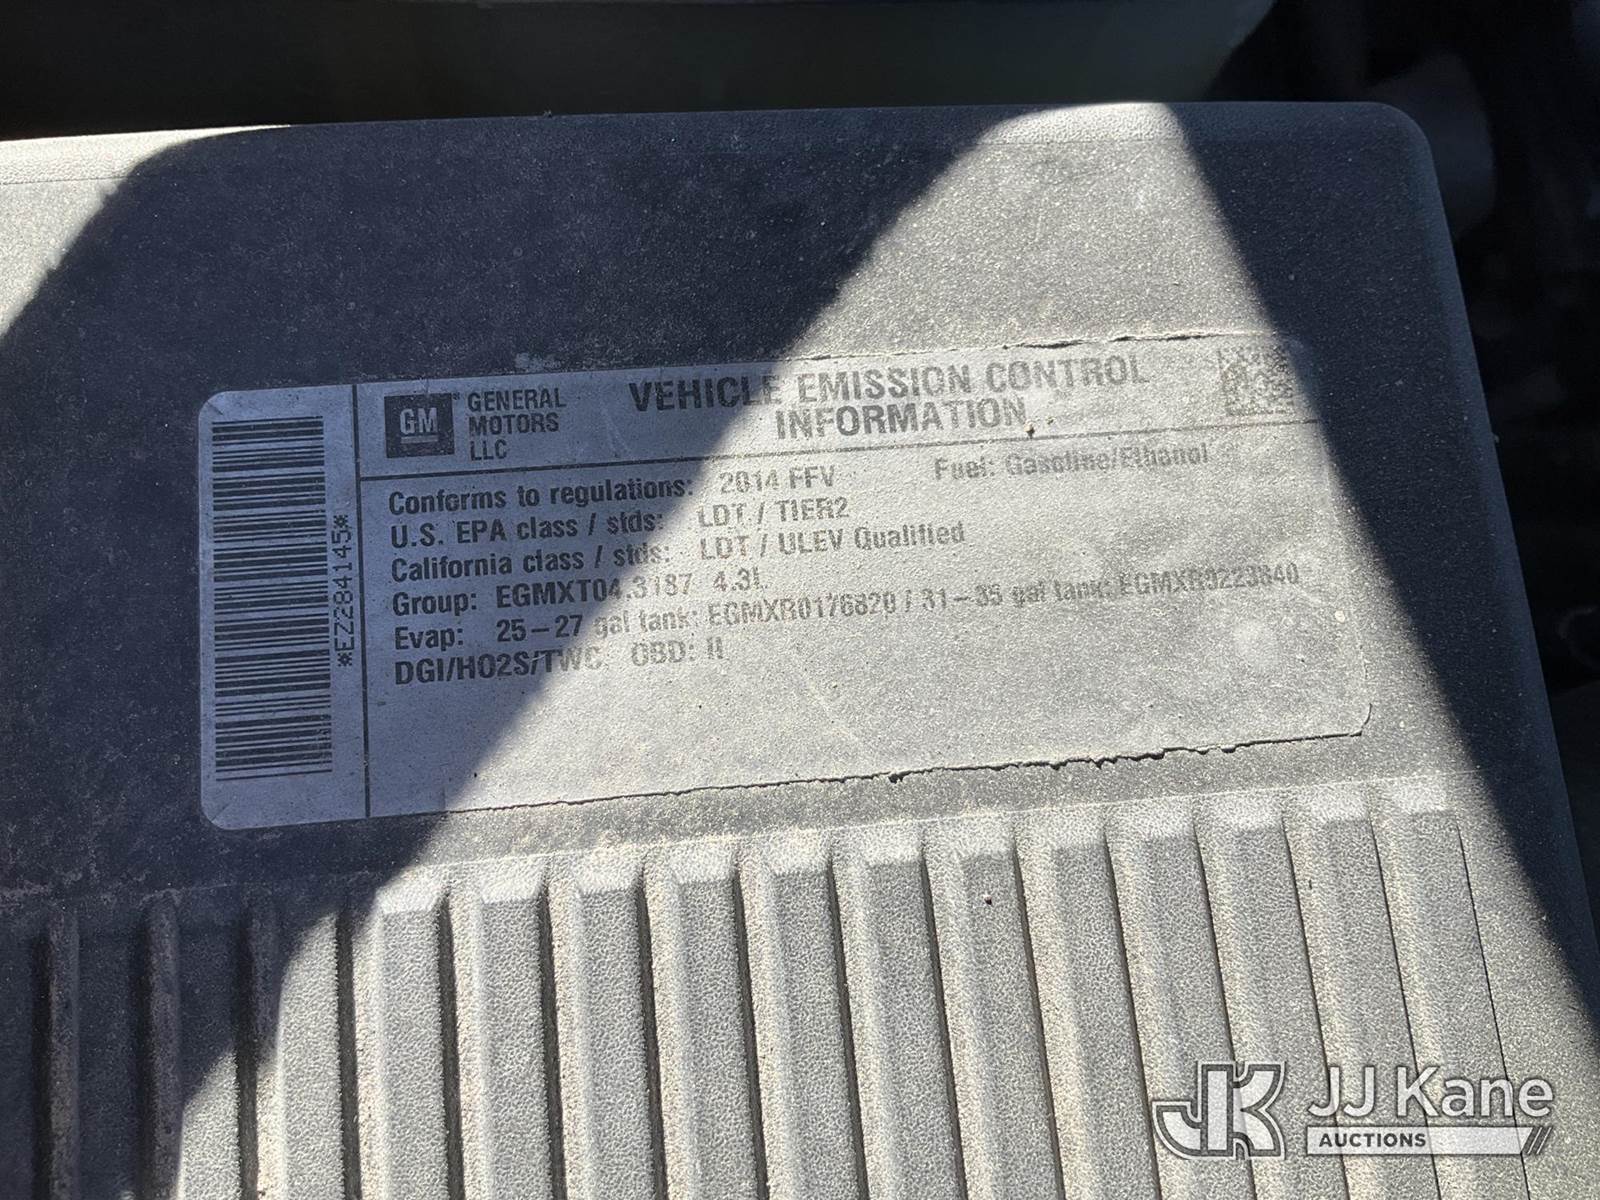 GM
GENERAL
MOTORS
LLC
VEHICLE EMISSION CONTROL
INFORMATION
Conforms to regulations: 2014 FFV Fuel: Gasoline/Ethanol
U.S. EPA class / stds: LDT / TIER2
California class / stds: LDT / ULEV Qualified
Group: EGMXT04.3187 4.3L
Evap: 25-27 gal tank: EGMXR0176820 / 31-35 gal tank: EGMXR0223840
DGI/HO2S/TWC OBD: II
*EZ284145*
JK JJ Kane
AUCTIONS